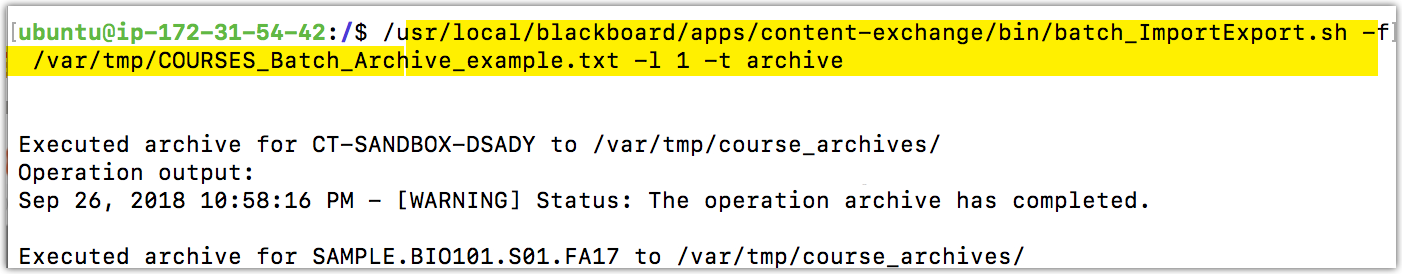 [ubuntu@ip-172-31-54-42:/$ /usr/local/blackboard/apps/content-exchange/bin/batch_ImportExport.sh -f]
/var/tmp/COURSES_Batch_Archive_example.txt -l 1 -t archive
Executed archive for CT-SANDBOX-DSADY to /var/tmp/course_archives/
Operation output:
Sep 26, 2018 10:58:16 PM - [WARNING] Status: The operation archive has completed.
Executed archive for SAMPLE.BIO101.S01.FA17 to /var/tmp/course_archives/